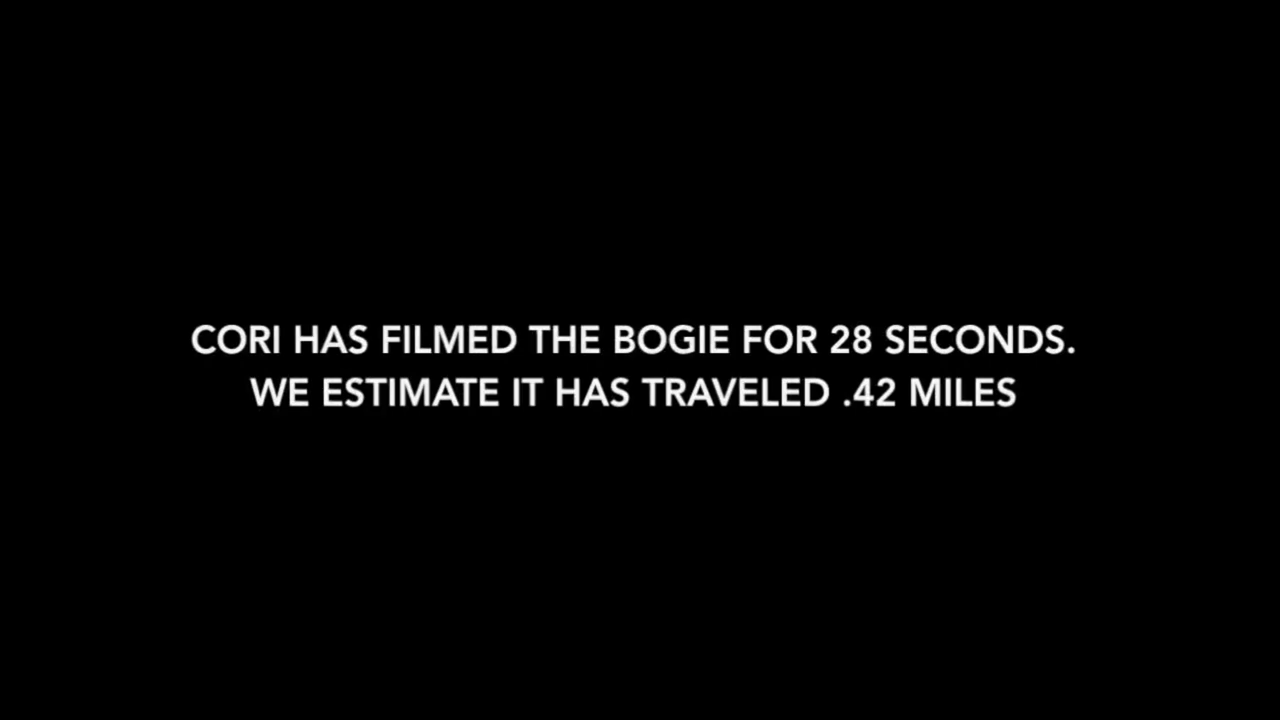 CORI HAS FILMED THE BOGIE FOR 28 SECONDS.
WE ESTIMATE IT HAS TRAVELED .42 MILES